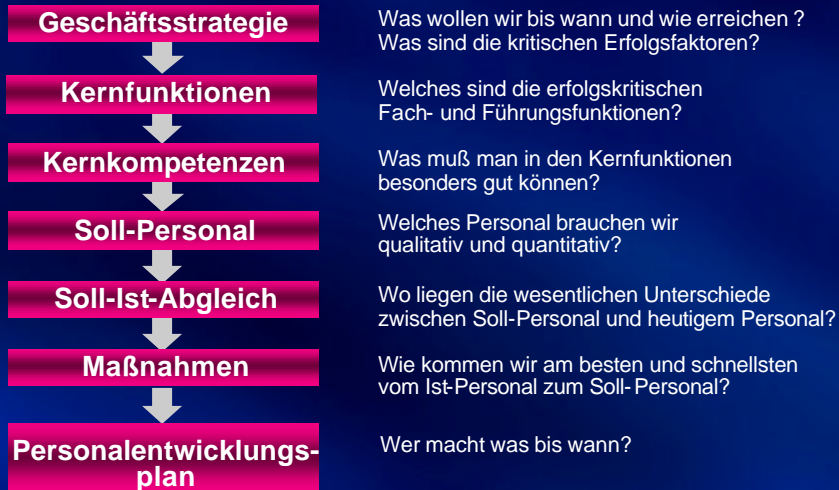 Geschäftsstrategie
Was wollen wir bis wann und wie erreichen ?
Was sind die kritischen Erfolgsfaktoren?
Kernfunktionen
Welches sind die erfolgskritischen
Fach- und Führungsfunktionen?
Kernkompetenzen
Was muß man in den Kernfunktionen
besonders gut können?
Soll-Personal
Welches Personal brauchen wir
qualitativ und quantitativ?
Soll-Ist-Abgleich
Wo liegen die wesentlichen Unterschiede
zwischen Soll-Personal und heutigem Personal?
Maßnahmen
Wie kommen wir am besten und schnellsten
vom Ist-Personal zum Soll-Personal?
Personalentwicklungs-
plan
Wer macht was bis wann?